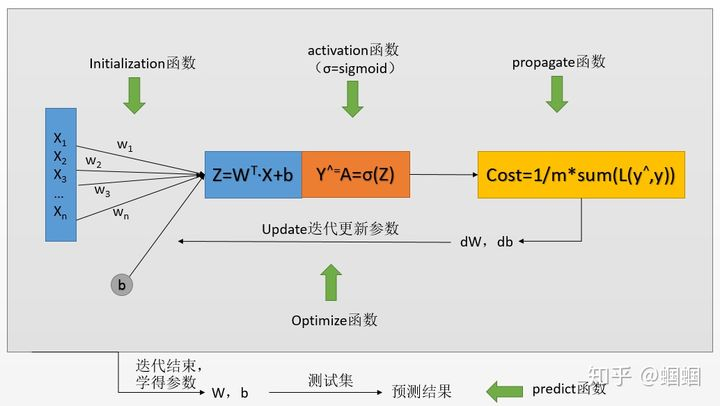 Initialization函数
activation函数
（σ=sigmoid）
propagate函数
X1
X2
X3
...
Xn
w1
w2
w3
wn
b
Z=W^T·X+b
Y^=A=σ(Z)
Cost=1/m*sum(L(y^,y))
Update迭代更新参数
dW，db
Optimize函数
迭代结束，
学得参数
W，b
测试集
预测结果
predict函数
知乎 @蝈蝈